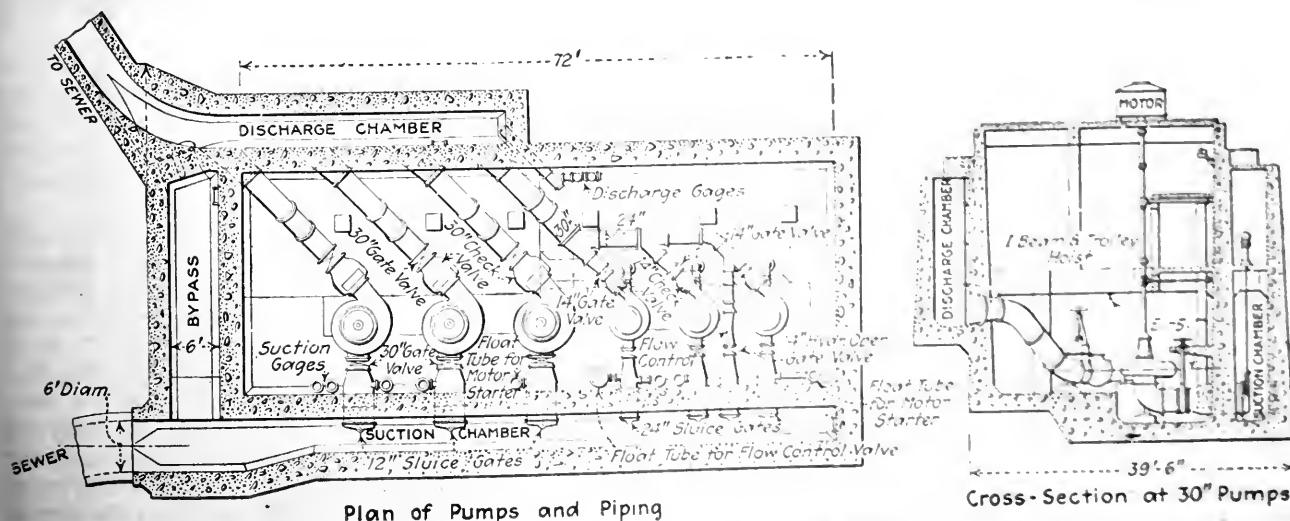 72'
TO SEWER
DISCHARGE CHAMBER
MOTOR
Discharge Gages
30"
24"
14" Gate Valve
30" Gate Valve
30" Check Valve
14" Gate
Valve
Check
Valve
I Beam & Trolley
Hoist
DISCHARGE CHAMBER
SUCTION CHAMBER
BYPASS
6'
Suction
Gages
30" Gate
Valve
Float
Tube for
Motor
Starter
Flow
Control
Gate Valve
Float Tube
for Motor
Starter
6' Diam.
SEWER
SUCTION CHAMBER
24" Sluice Gates
12" Sluice Gates
Float Tube for Flow Control Valve
39'-6"
Plan of Pumps and Piping
Cross-Section at 30" Pumps